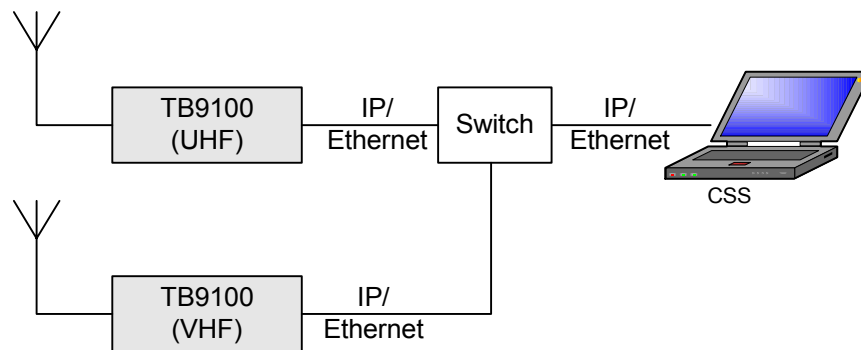 TB9100
(UHF)
IP/
Ethernet
Switch
IP/
Ethernet
CSS
TB9100
(VHF)
IP/
Ethernet